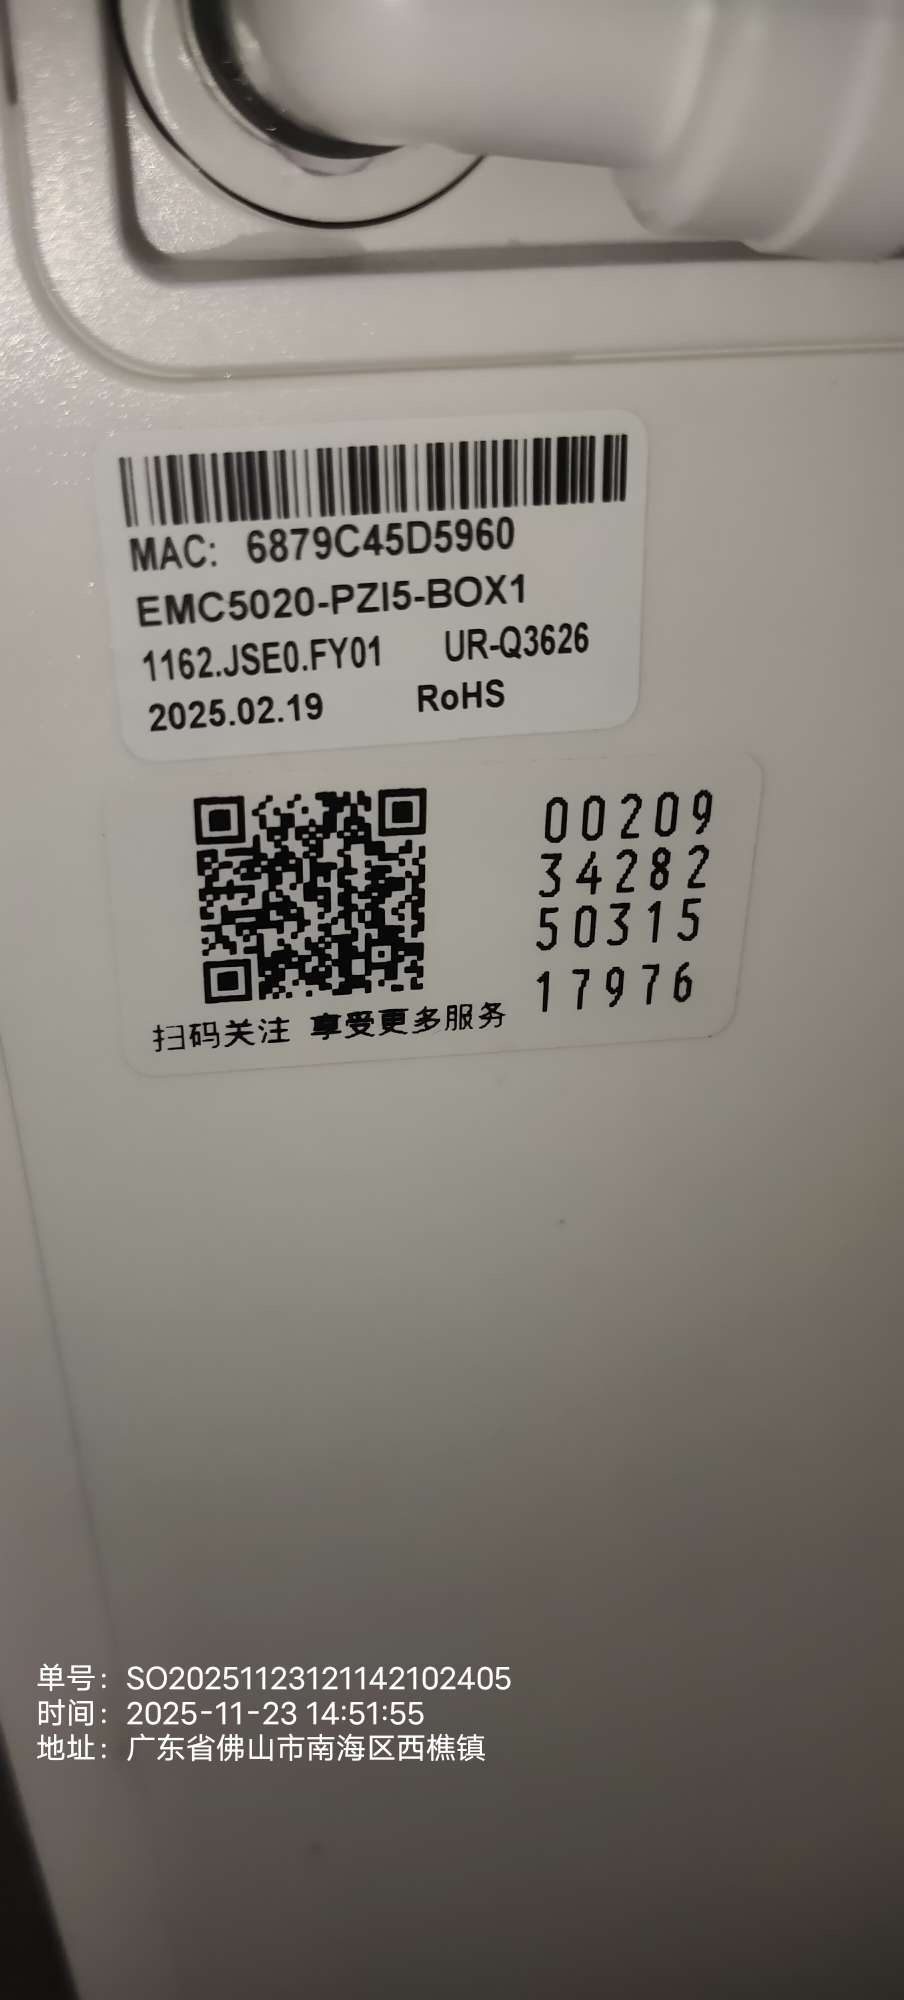 MAC: 6879C45D5960
EMC5020-PZI5-BOX1
1162.JSE0.FY01 UR-Q3626
2025.02.19 RoHS
00209
34282
50315
17976
扫码关注 享受更多服务
单号：SO20251123121142102405
时间：2025-11-23 14:51:55
地址：广东省佛山市南海区西樵镇